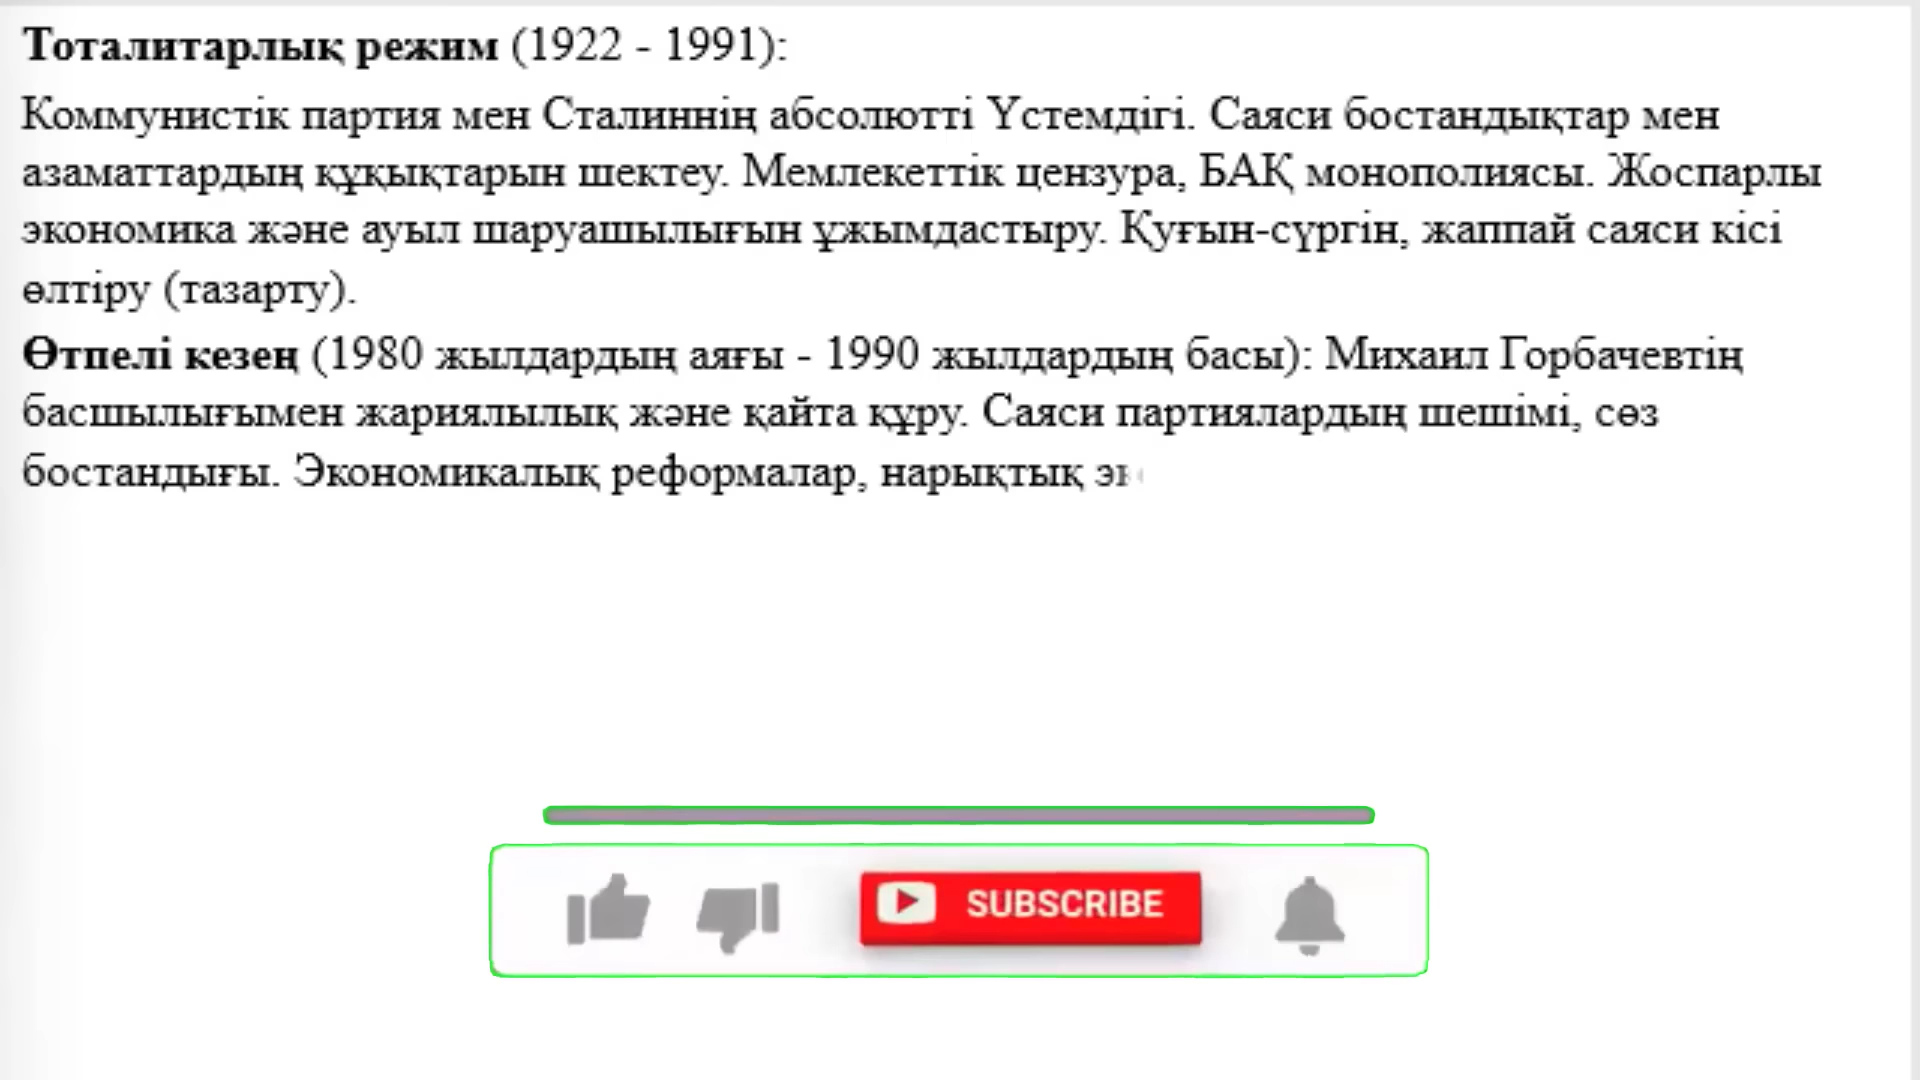 Тоталитарлық режим (1922 - 1991):
Коммунистік партия мен Сталиннің абсолютті Үстемдігі. Саяси бостандықтар мен
азаматтардың құқықтарын шектеу. Мемлекеттік цензура, БАҚ монополиясы. Жоспарлы
экономика және ауыл шаруашылығын ұжымдастыру. Қуғын-сүргін, жаппай саяси кісі
өлтіру (тазарту).
Өтпелі кезең (1980 жылдардың аяғы - 1990 жылдардың басы): Михаил Горбачевтің
басшылығымен жариялылық және қайта құру. Саяси партиялардың шешімі, сөз
бостандығы. Экономикалық реформалар, нарықтық
SUBSCRIBE